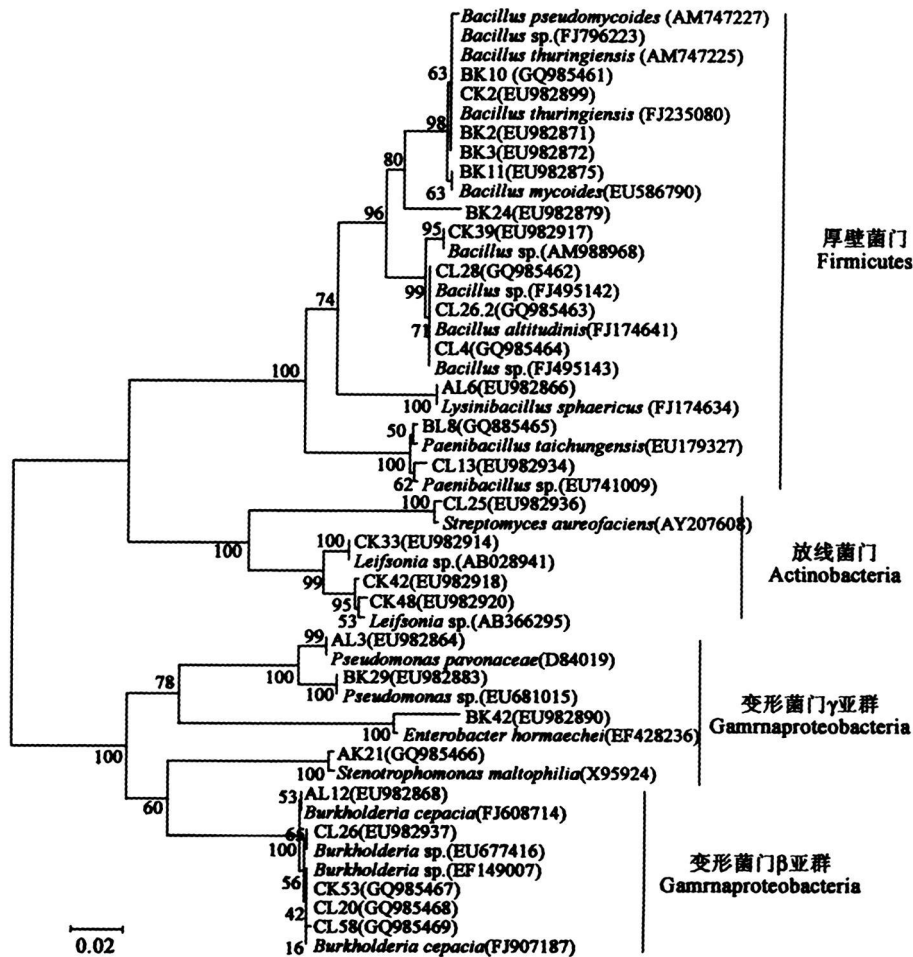 Bacillus pseudomycoides (AM747227)
Bacillus sp.(FJ796223)
Bacillus thuringiensis (AM747225)
63
BK10 (GQ985461)
CK2(EU982899)
Bacillus thuringiensis (FJ235080)
98
BK2(EU982871)
BK3(EU982872)
80
BK11(EU982875)
63
Bacillus mycoides(EU586790)
96
BK24(EU982879)
95
CK39(EU982917)
Bacillus sp.(AM988968)
厚壁菌门
Firmicutes
CL28(GQ985462)
99
Bacillus sp.(FJ495142)
74
CL26.2(GQ985463)
71
Bacillus altitudinis(FJ174641)
CL4(GQ985464)
Bacillus sp.(FJ495143)
100
AL6(EU982866)
100
Lysinibacillus sphaericus (FJ174634)
50
BL8(GQ885465)
Paenibacillus taichungensis(EU179327)
100
CL13(EU982934)
62
Paenibacillus sp.(EU741009)
100
CL25(EU982936)
Streptomyces aureofaciens(AY207608)
100
100
CK33(EU982914)
Leifsonia sp.(AB028941)
放线菌门
Actinobacteria
99
CK42(EU982918)
95
CK48(EU982920)
53
Leifsonia sp.(AB366295)
99
AL3(EU982864)
Pseudomonas pavonaceae(D84019)
100
BK29(EU982883)
78
100
Pseudomonas sp.(EU681015)
BK42(EU982890)
变形菌门γ亚群
Gamrnaproteobacteria
100
Enterobacter hormaechei(EF428236)
100
AK21(GQ985466)
100
Stenotrophomonas maltophilia(X95924)
60
53
AL12(EU982868)
Burkholderia cepacia(FJ608714)
CL26(EU982937)
100
Burkholderia sp.(EU677416)
Burkholderia sp.(EF149007)
变形菌门β亚群
Gamrnaproteobacteria
56
CK53(GQ985467)
42
CL20(GQ985468)
CL58(GQ985469)
16
Burkholderia cepacia(FJ907187)
0.02